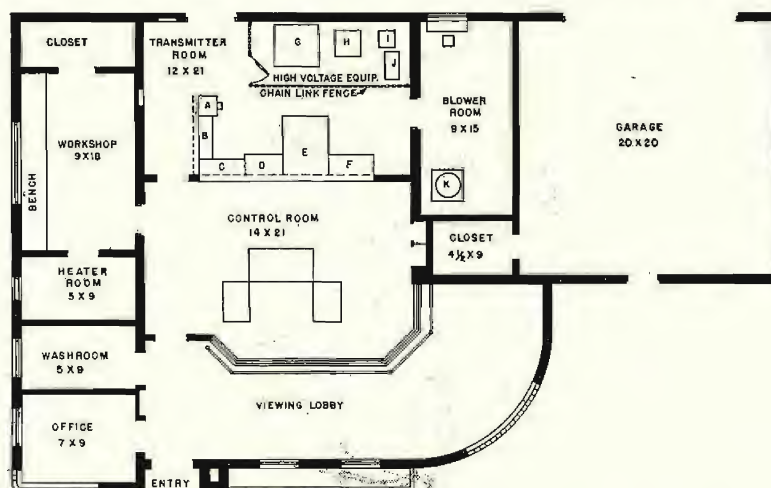 CLOSET
TRANSMITTER
ROOM
12 X 21
G
H
I
J
HIGH VOLTAGE EQUIP.
CHAIN LINK FENCE
A
B
C
D
E
F
BLOWER
ROOM
9 X 15
K
GARAGE
20 X 20
WORKSHOP
9 X 18
BENCH
CONTROL ROOM
14 X 21
CLOSET
4 1/2 X 9
HEATER
ROOM
5 X 9
WASHROOM
5 X 9
VIEWING LOBBY
OFFICE
7 X 9
ENTRY